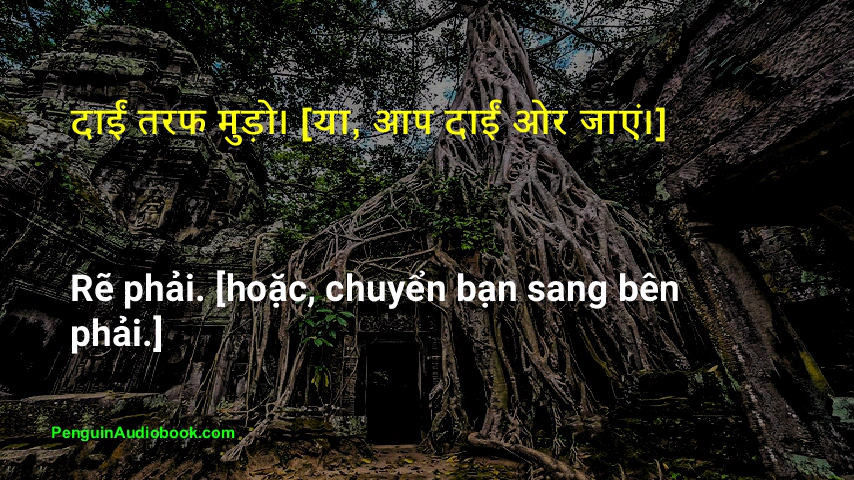 दाईं तरफ मुड़ो। [या, आप दाईं ओर जाएं।]
Rẽ phải. [hoặc, chuyển bạn sang bên
phải.]
PenguinAudiobook.com